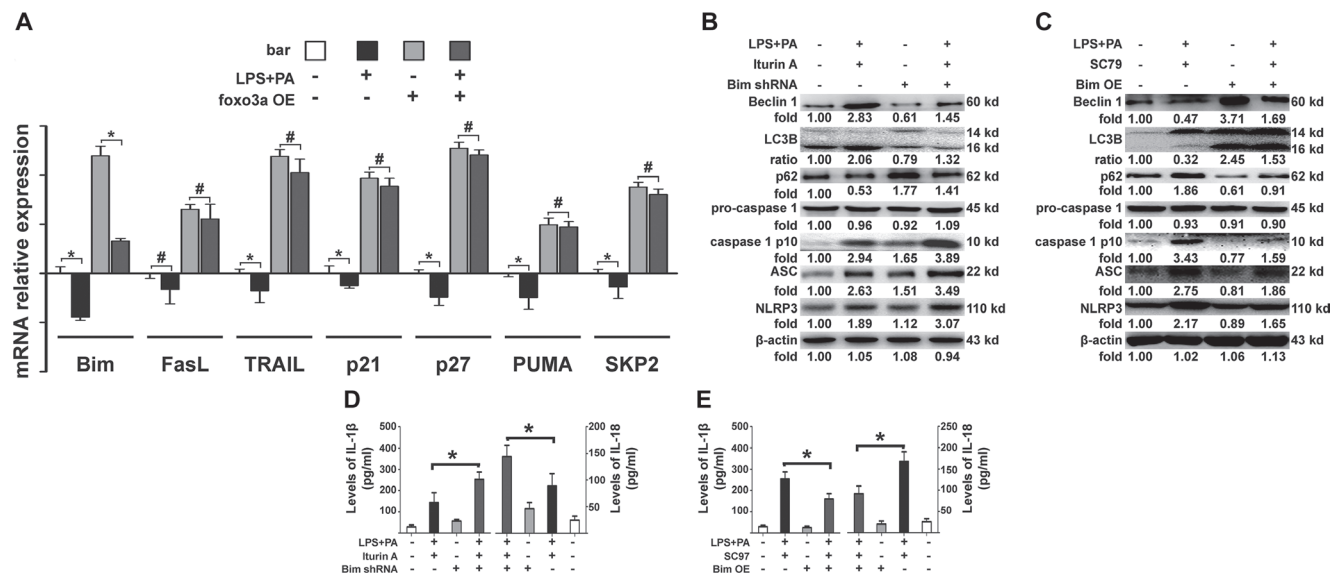 A
bar
LPS+PA - + - +
foxo3a OE - - + +
mRNA relative expression
* * # # * # * # * # * # * #
Bim FasL TRAIL p21 p27 PUMA SKP2
B
LPS+PA - + - +
Iturin A - + - +
Bim shRNA - - + +
Beclin 1 60 kd
fold 1.00 2.83 0.61 1.45
LC3B 14 kd
16 kd
ratio 1.00 2.06 0.79 1.32
p62 62 kd
fold 1.00 0.53 1.77 1.41
pro-caspase 1 45 kd
fold 1.00 0.96 0.92 1.09
caspase 1 p10 10 kd
fold 1.00 2.94 1.65 3.89
ASC 22 kd
fold 1.00 2.63 1.51 3.49
NLRP3 110 kd
fold 1.00 1.89 1.12 3.07
β-actin 43 kd
fold 1.00 1.05 1.08 0.94
C
LPS+PA - + - +
SC79 - + - +
Bim OE - - + +
Beclin 1 60 kd
fold 1.00 0.47 3.71 1.69
LC3B 14 kd
16 kd
ratio 1.00 0.32 2.45 1.53
p62 62 kd
fold 1.00 1.86 0.61 0.91
pro-caspase 1 45 kd
fold 1.00 0.93 0.91 0.90
caspase 1 p10 10 kd
fold 1.00 3.43 0.77 1.59
ASC 22 kd
fold 1.00 2.75 0.81 1.86
NLRP3 110 kd
fold 1.00 2.17 0.89 1.65
β-actin 43 kd
fold 1.00 1.02 1.06 1.13
D
Levels of IL-1β
(pg/ml)
500
400
300
200
100
* *
200
150
100
50
Levels of IL-18
(pg/ml)
LPS+PA - + - + + - + -
Iturin A - + - + + - + -
Bim shRNA - - + + + + - -
E
Levels of IL-1β
(pg/ml)
500
400
300
200
100
* *
250
200
150
100
50
Levels of IL-18
(pg/ml)
LPS+PA - + - + + - + -
SC97 - + - + + - + -
Bim OE - - + + + + - -